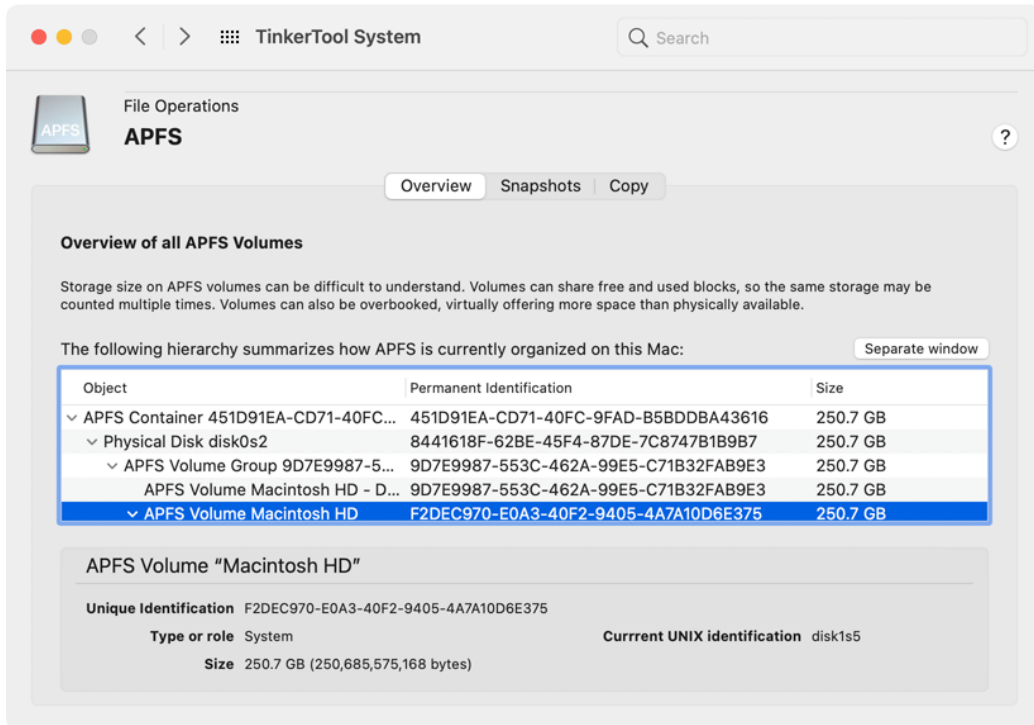 TinkerTool System
Search
File Operations
APFS
APFS
?
Overview Snapshots Copy
Overview of all APFS Volumes
Storage size on APFS volumes can be difficult to understand. Volumes can share free and used blocks, so the same storage may be
counted multiple times. Volumes can also be overbooked, virtually offering more space than physically available.
The following hierarchy summarizes how APFS is currently organized on this Mac: Separate window
Object Permanent Identification Size
APFS Container 451D91EA-CD71-40FC... 451D91EA-CD71-40FC-9FAD-B5BDDBA43616 250.7 GB
Physical Disk disk0s2 8441618F-62BE-45F4-87DE-7C8747B1B9B7 250.7 GB
APFS Volume Group 9D7E9987-5... 9D7E9987-553C-462A-99E5-C71B32FAB9E3 250.7 GB
APFS Volume Macintosh HD - D... 9D7E9987-553C-462A-99E5-C71B32FAB9E3 250.7 GB
APFS Volume Macintosh HD F2DEC970-E0A3-40F2-9405-4A7A10D6E375 250.7 GB
APFS Volume “Macintosh HD”
Unique Identification F2DEC970-E0A3-40F2-9405-4A7A10D6E375
Type or role System Currrent UNIX identification disk1s5
Size 250.7 GB (250,685,575,168 bytes)